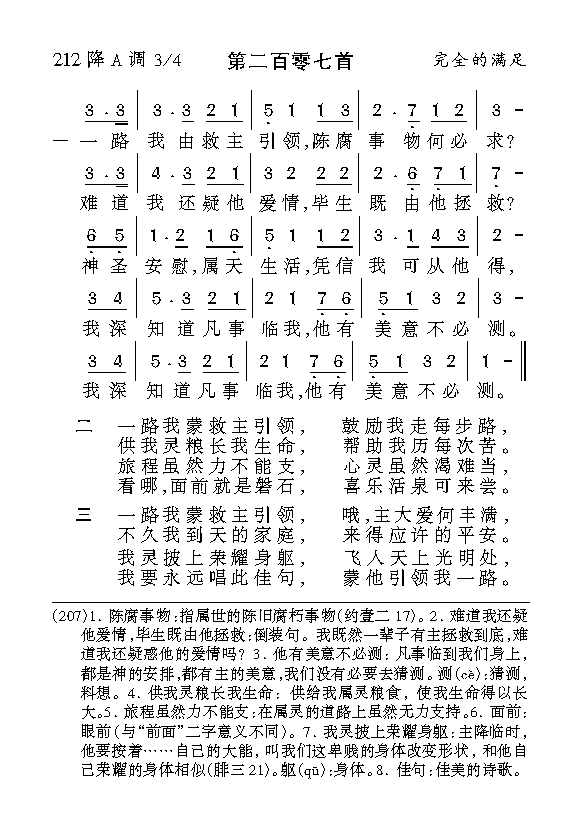 212 降 A 调 3/4 第二百零七首 完全的满足
3 · 3 | 3 · 3 2 1 | 5 1 1 3 | 2 · 7 1 2 | 3 -
一 一路 我由救主引领,陈腐事物何必求?
3 · 3 | 4 · 3 2 1 | 3 2 2 2 | 2 · 6 7 1 | 7 -
难道我还疑他爱情,毕生既由他拯救?
6 5 | 1 · 2 1 6 | 5 1 1 2 | 3 · 1 4 3 | 2 -
神圣安慰,属天生活,凭信我可从他得,
3 4 | 5 · 3 2 1 | 2 1 7 6 | 5 1 3 2 | 3 -
我深知道凡事临我,他有美意不必测。
3 4 | 5 · 3 2 1 | 2 1 7 6 | 5 1 3 2 | 1 - ‖
我深知道凡事临我,他有美意不必测。
二 一路我蒙救主引领, 鼓励我走每步路,
供我灵粮长我生命, 帮助我历每次苦。
旅程虽然力不能支, 心灵虽然渴难当,
看哪,面前就是磐石, 喜乐活泉可来尝。
三 一路我蒙救主引领, 哦,主大爱何丰满,
不久我到天的家庭, 来得应许的平安。
我灵披上荣耀身躯, 飞入天上光明处,
我要永远唱此佳句, 蒙他引领我一路。
(207)1. 陈腐事物:指属世的陈旧腐朽事物(约壹二 17)。2. 难道我还疑
他爱情,毕生既由他拯救:倒装句。我既然一辈子有主拯救到底,难
道我还疑惑他的爱情吗? 3. 他有美意不必测: 凡事临到我们身上,
都是神的安排,都有主的美意,我们没有必要去猜测。测(cè):猜测,
料想。4. 供我灵粮长我生命: 供给我属灵粮食, 使我生命得以长
大。5. 旅程虽然力不能支:在属灵的道路上虽然无力支持。6. 面前:
眼前(与“前面”二字意义不同)。7. 我灵披上荣耀身躯:主降临时,
他要按着……自己的大能, 叫我们这卑贱的身体改变形状, 和他自
己荣耀的身体相似(腓三 21)。躯(qū):身体。8. 佳句:佳美的诗歌。